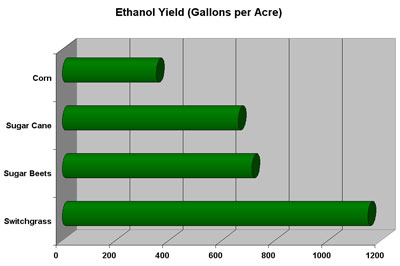 Ethanol Yield (Gallons per Acre)
Corn
Sugar Cane
Sugar Beets
Switchgrass
0 200 400 600 800 1000 1200